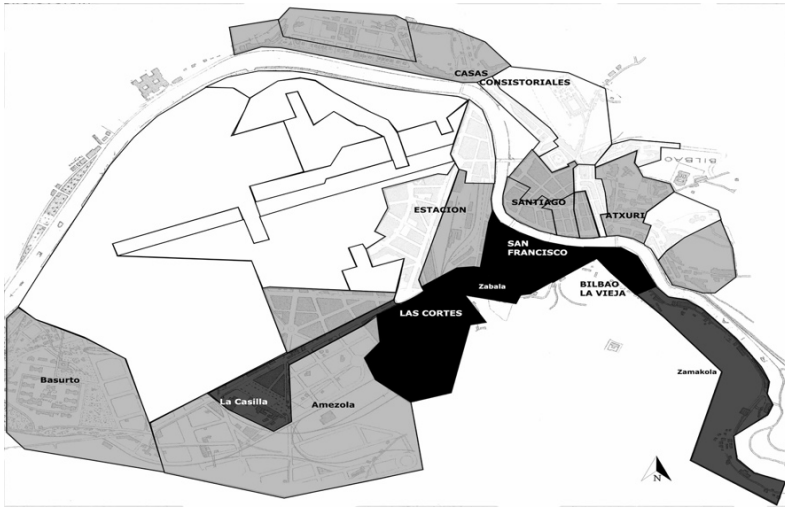 CASAS
CONSISTORIALES
BILBAO
ESTACION
SANTIAGO
ATXURI
SAN
FRANCISCO
Zabala
BILBAO
LA VIEJA
LAS CORTES
Zamakola
Basurto
La Casilla
Amezola
N